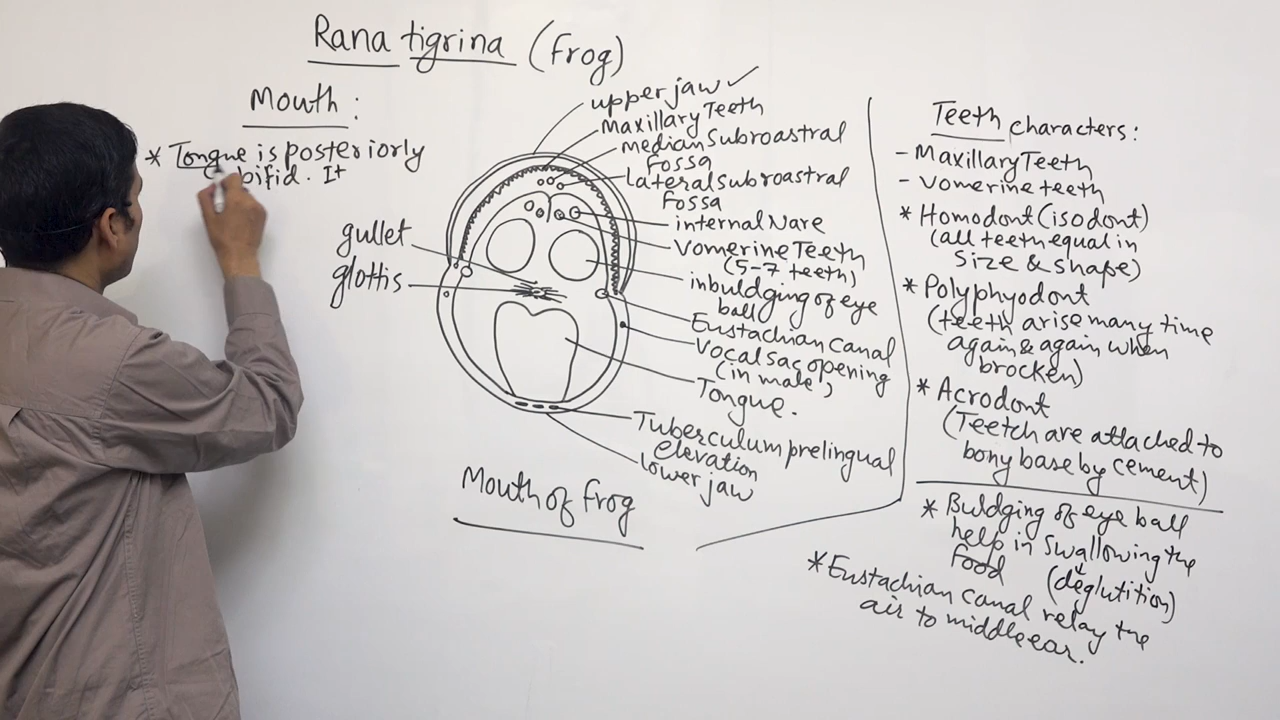 Rana tigrina (frog)
Mouth :
* Tongue is posteriorly
bifid. It
gullet
glottis
upper jaw ✓
Maxillary Teeth
median Subroastral
Fossa
Lateral subroastral
Fossa
internal Nare
Vomerine Teeth
(5-7 teeth)
inbuldging of eye
ball
Eustachian Canal
Vocal sac opening
(in male)
Tongue.
Tuberculum prelingual
elevation
lower jaw
Mouth of frog
Teeth characters:
- Maxillary Teeth
- Vomerine teeth
* Homodont (isodont)
(all teeth equal in
size & shape)
* Polyphyodont
(teeth arise many time
again & again when
brocken)
* Acrodont
(Teetch are attached to
bony base by cement)
* Buldging of eye ball
help in swallowing the
Food (deglutition)
* Eustachian canal relay the
air to middle ear.